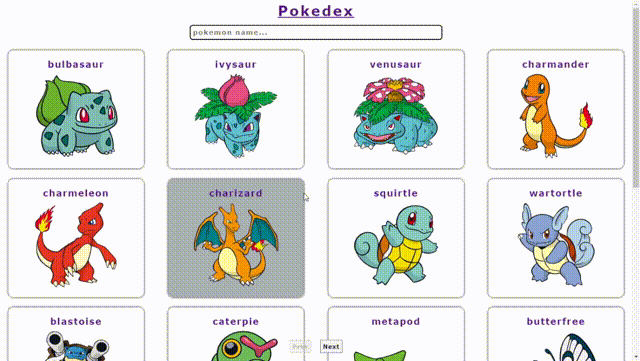 Pokedex
pokemon name...
bulbasaur
ivysaur
venusaur
charmander
charmeleon
charizard
squirtle
wartortle
blastoise
caterpie
metapod
butterfree
Prev
Next